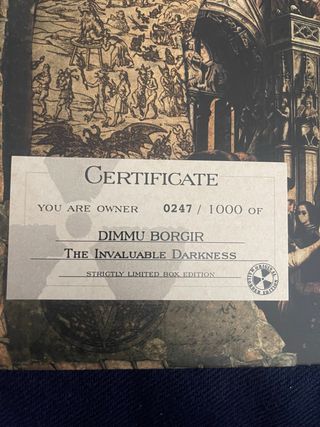 CERTIFICATE
YOU ARE OWNER 0247 / 1000 OF
DIMMU BORGIR
THE INVALUABLE DARKNESS
STRICTLY LIMITED BOX EDITION